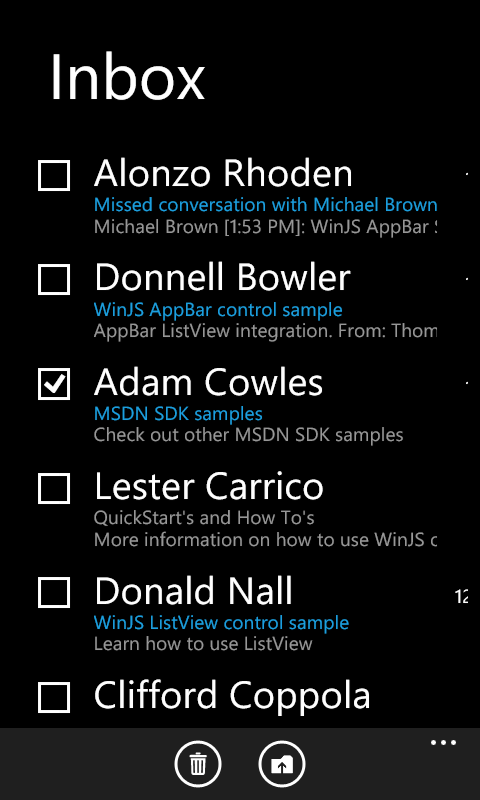 Inbox
Alonzo Rhoden
Missed conversation with Michael Brown
Michael Brown [1:53 PM]: WinJS AppBar
Donnell Bowler
WinJS AppBar control sample
AppBar ListView integration. From: Thom
Adam Cowles
MSDN SDK samples
Check out other MSDN SDK samples
Lester Carrico
QuickStart's and How To's
More information on how to use WinJS
Donald Nall
12
WinJS ListView control sample
Learn how to use ListView
Clifford Coppola